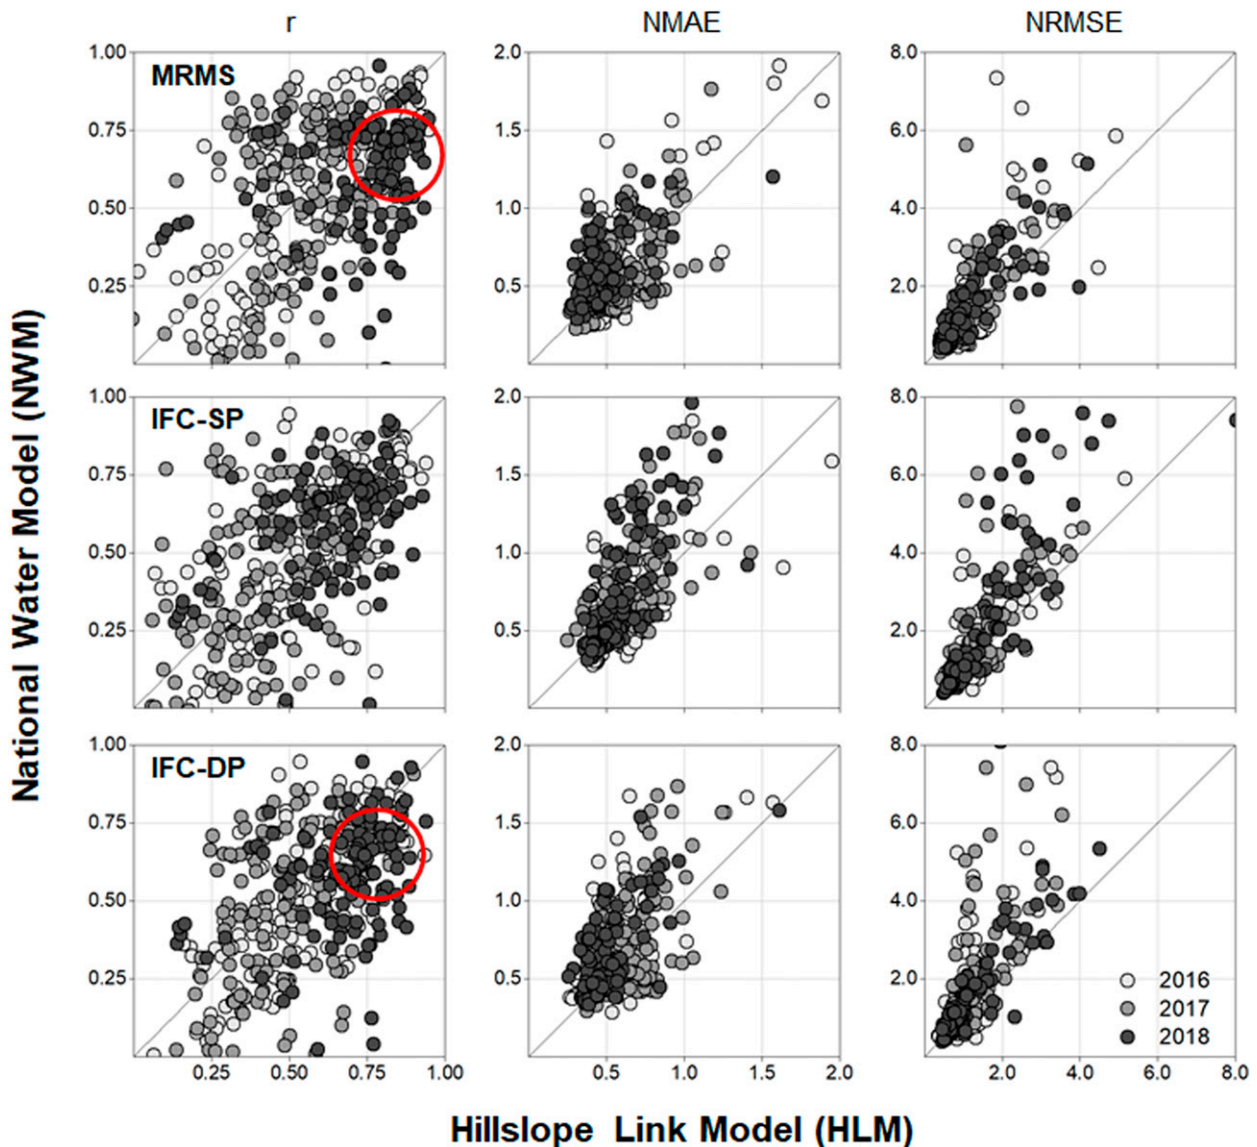 r NMAE NRMSE
1.00 2.0 8.0
MRMS
0.75 1.5 6.0
0.50 1.0 4.0
0.25 0.5 2.0
1.00 2.0 8.0
IFC-SP
0.75 1.5 6.0
0.50 1.0 4.0
0.25 0.5 2.0
1.00 2.0 8.0
IFC-DP
0.75 1.5 6.0
0.50 1.0 4.0
0.25 0.5 2.0
2016
2017
2018
0.25 0.50 0.75 1.00 0.5 1.0 1.5 2.0 2.0 4.0 6.0 8.0
National Water Model (NWM)
Hillslope Link Model (HLM)